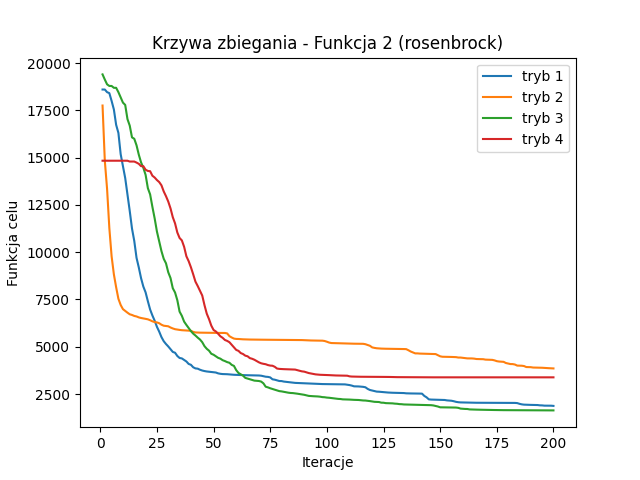 Krzywa zbiegania - Funkcja 2 (rosenbrock)
20000
17500
15000
12500
10000
7500
5000
2500
Funkcja celu
tryb 1
tryb 2
tryb 3
tryb 4
0 25 50 75 100 125 150 175 200
Iteracje